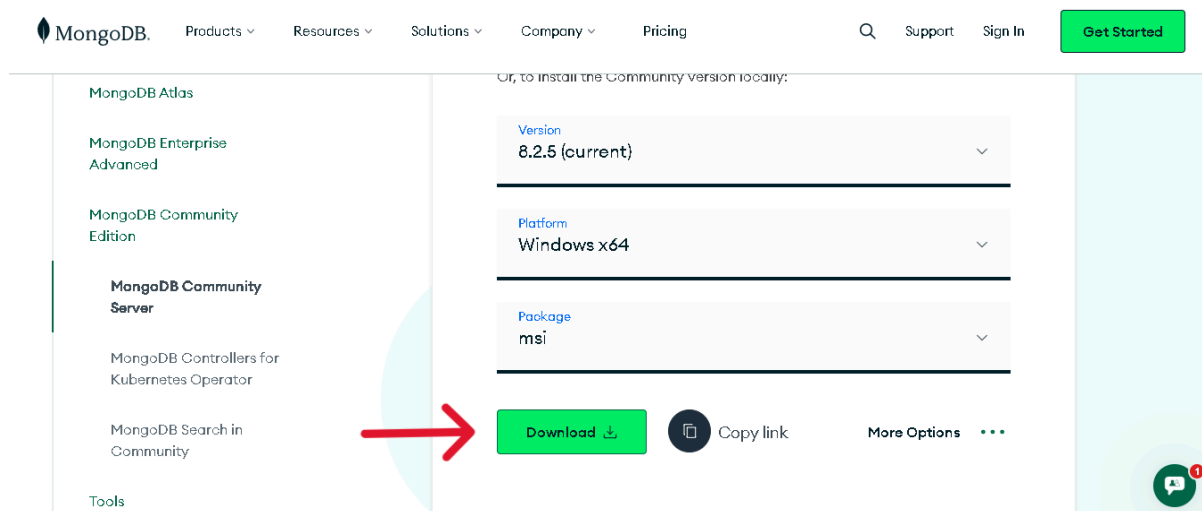 MongoDB.
Products
Resources
Solutions
Company
Pricing
Support
Sign In
Get Started
MongoDB Atlas
MongoDB Enterprise
Advanced
MongoDB Community
Edition
MongoDB Community
Server
MongoDB Controllers for
Kubernetes Operator
MongoDB Search in
Community
Tools
Or, to install the Community version locally:
Version
8.2.5 (current)
Platform
Windows x64
Package
msi
Download
Copy link
More Options
1